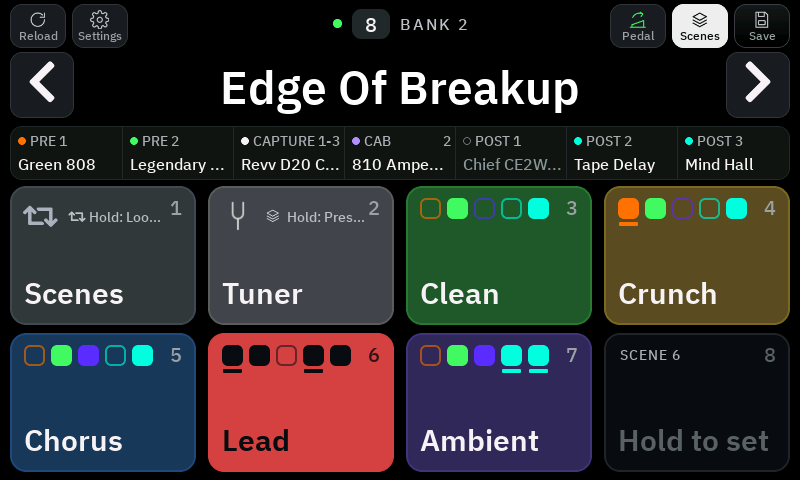 Reload
Settings
8 BANK 2
Pedal
Scenes
Save
Edge Of Breakup
PRE 1
Green 808
PRE 2
Legendary ...
CAPTURE 1-3
Revv D20 C...
CAB 2
810 Ampe...
POST 1
Chief CE2W...
POST 2
Tape Delay
POST 3
Mind Hall
Hold: Loo... 1
Scenes
Hold: Pres... 2
Tuner
3
Clean
4
Crunch
5
Chorus
6
Lead
7
Ambient
SCENE 6 8
Hold to set